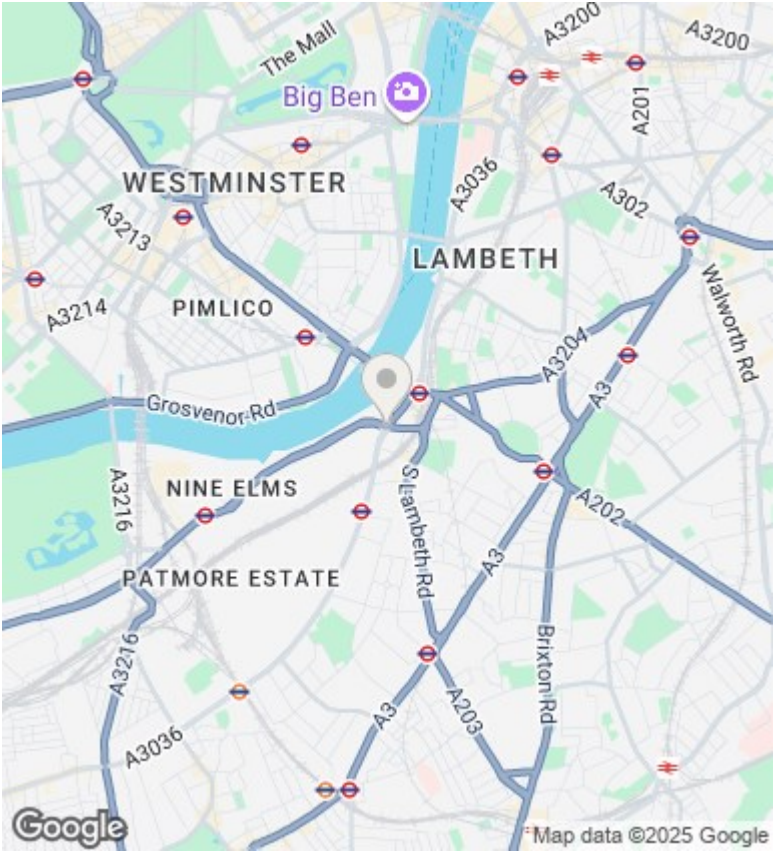 A3200
A3200
The Mall
Big Ben
A201
A3036
WESTMINSTER
A302
A3213
LAMBETH
Walworth Rd
A3214
PIMLICO
A3204
A3
Grosvenor Rd
A3216
NINE ELMS
S Lambeth Rd
A202
A3
PATMORE ESTATE
A3216
Brixton Rd
A203
A3
A3036
Google
Map data ©2025 Google